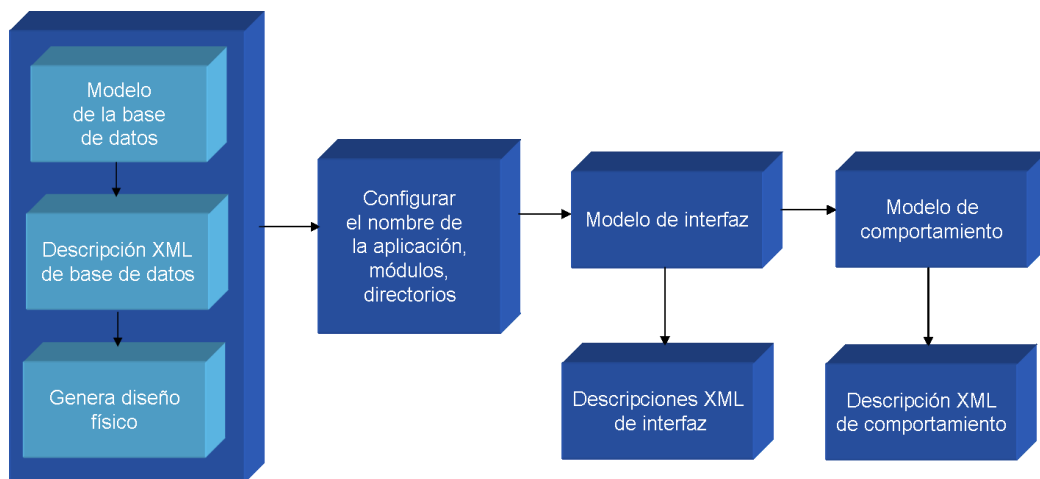 Modelo
de la base
de datos
Descripción XML
de base de datos
Genera diseño
físico
Configurar
el nombre de
la aplicación,
módulos,
directorios
Modelo de interfaz
Descripciones XML
de interfaz
Modelo de
comportamiento
Descripción XML
de comportamiento